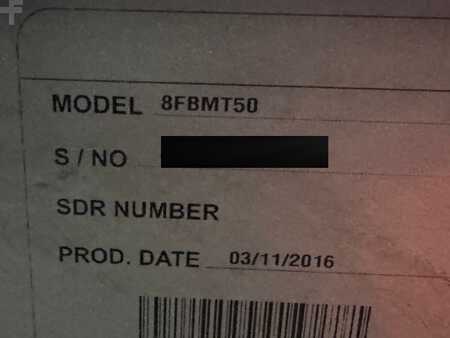 MODEL 8FBMT50
S / NO
SDR NUMBER
PROD. DATE 03/11/2016